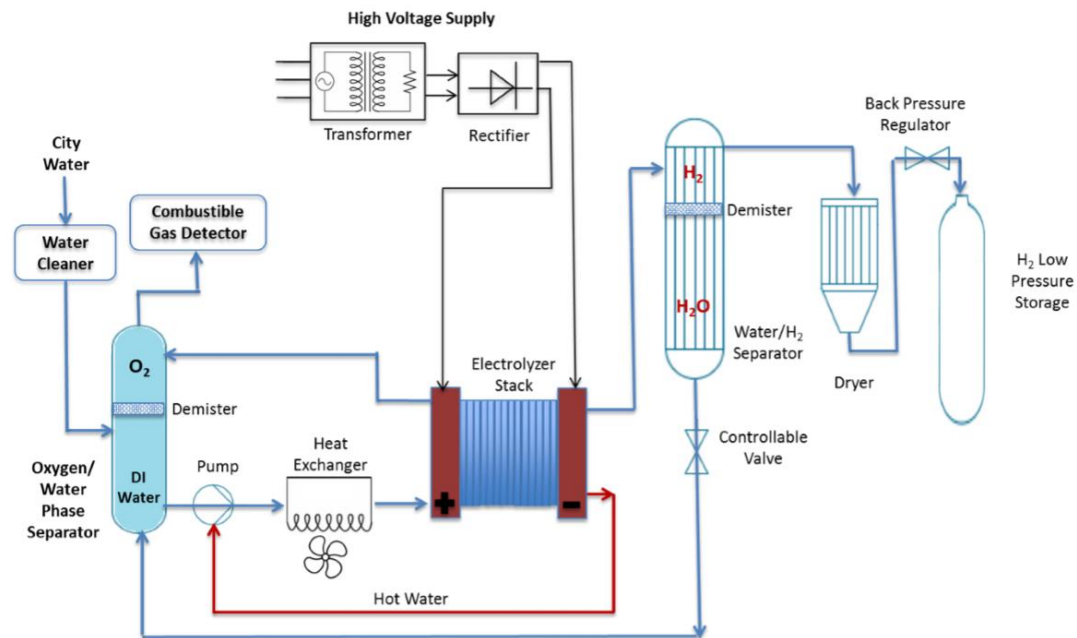 High Voltage Supply
Transformer
Rectifier
Back Pressure
Regulator
City
Water
Combustible
Gas Detector
Water
Cleaner
H₂
Demister
H₂ Low
Pressure
Storage
H₂O
Water/H₂
Separator
Dryer
O₂
Electrolyzer
Stack
Demister
Controllable
Valve
Oxygen/
Water
Phase
Separator
DI
Water
Pump
Heat
Exchanger
+
-
Hot Water